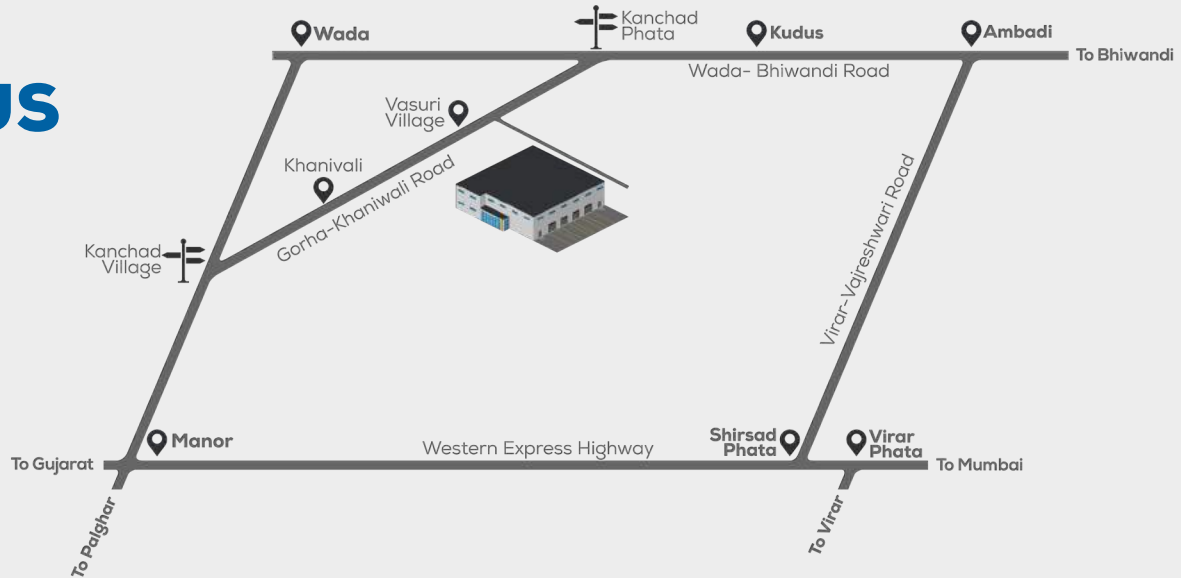 US
Wada
Kanchad
Phata
Kudus
Ambadi
To Bhiwandi
Wada- Bhiwandi Road
Vasuri
Village
Khanivali
Gorha-Khaniwali Road
Kanchad
Village
Virar-Vajreshwari Road
Manor
Western Express Highway
Shirsad
Phata
Virar
Phata
To Gujarat
To Mumbai
To Palghar
To Virar